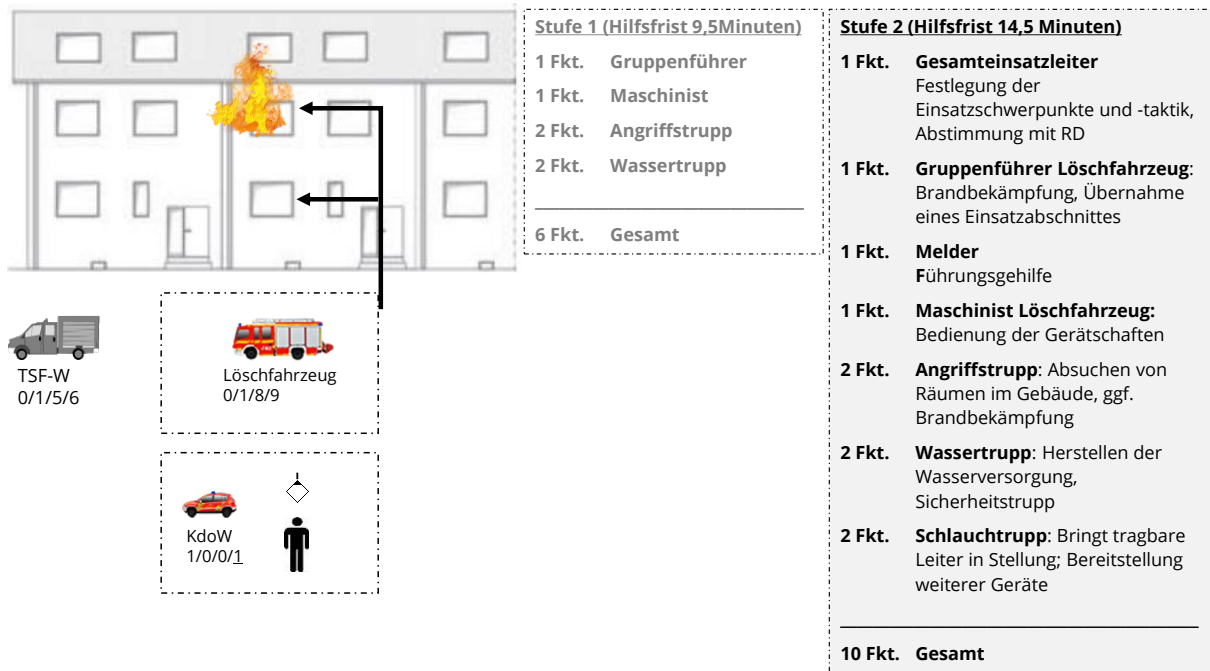 Stufe 1 (Hilfsfrist 9,5Minuten)
1 Fkt. Gruppenführer
1 Fkt. Maschinist
2 Fkt. Angriffstrupp
2 Fkt. Wassertrupp
6 Fkt. Gesamt
Stufe 2 (Hilfsfrist 14,5 Minuten)
1 Fkt. Gesamteinsatzleiter
Festlegung der
Einsatzschwerpunkte und -taktik,
Abstimmung mit RD
1 Fkt. Gruppenführer Löschfahrzeug:
Brandbekämpfung, Übernahme
eines Einsatzabschnittes
1 Fkt. Melder
Führungsgehilfe
1 Fkt. Maschinist Löschfahrzeug:
Bedienung der Gerätschaften
2 Fkt. Angriffstrupp: Absuchen von
Räumen im Gebäude, ggf.
Brandbekämpfung
2 Fkt. Wassertrupp: Herstellen der
Wasserversorgung,
Sicherheitstrupp
2 Fkt. Schlauchtrupp: Bringt tragbare
Leiter in Stellung; Bereitstellung
weiterer Geräte
10 Fkt. Gesamt
TSF-W
0/1/5/6
Löschfahrzeug
0/1/8/9
KdoW
1/0/0/1